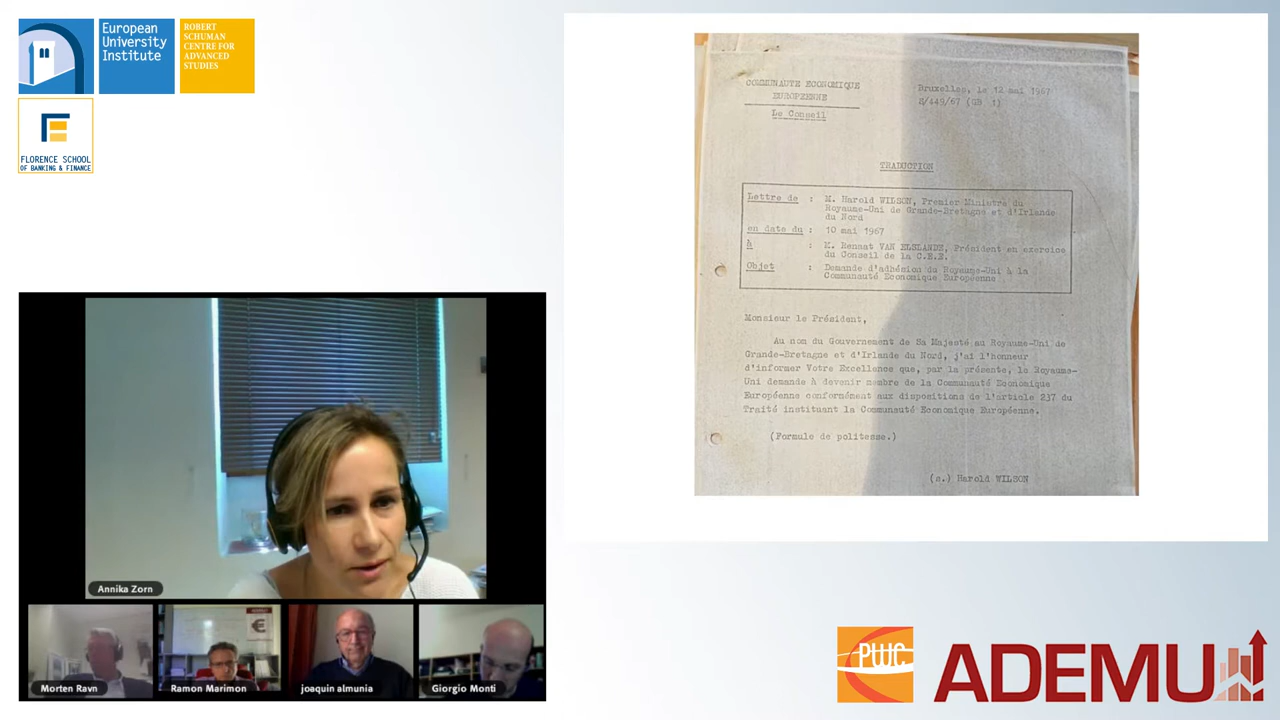 European
University
Institute
ROBERT
SCHUMAN
CENTRE FOR
ADVANCED
STUDIES
FLORENCE SCHOOL
OF BANKING & FINANCE
COMMUNAUTE ECONOMIQUE
EUROPEENNE
Le Conseil
Bruxelles, le 12 mai 1967
S/449/67 (GB 1)
TRADUCTION
Lettre de : M. Harold WILSON, Premier Ministre du
Royaume-Uni de Grande-Bretagne et d'Irlande
du Nord
en date du : 10 mai 1967
à : M. Renaat VAN ELSLANDE, Président en exercice
du Conseil de la C.E.E.
Objet : Demande d'adhésion du Royaume-Uni à la
Communauté Economique Européenne
Monsieur le Président,
Au nom du Gouvernement de Sa Majesté au Royaume-Uni de
Grande-Bretagne et d'Irlande du Nord, j'ai l'honneur
d'informer Votre Excellence que, par la présente, le Royaume-
Uni demande à devenir membre de la Communauté Economique
Européenne conformément aux dispositions de l'article 237 du
Traité instituant la Communauté Economique Européenne.
(Formule de politesse.)
(s.) Harold WILSON
Annika Zorn
Morten Ravn
Ramon Marimon
joaquin almunia
Giorgio Monti
€
PWC
ADEMU